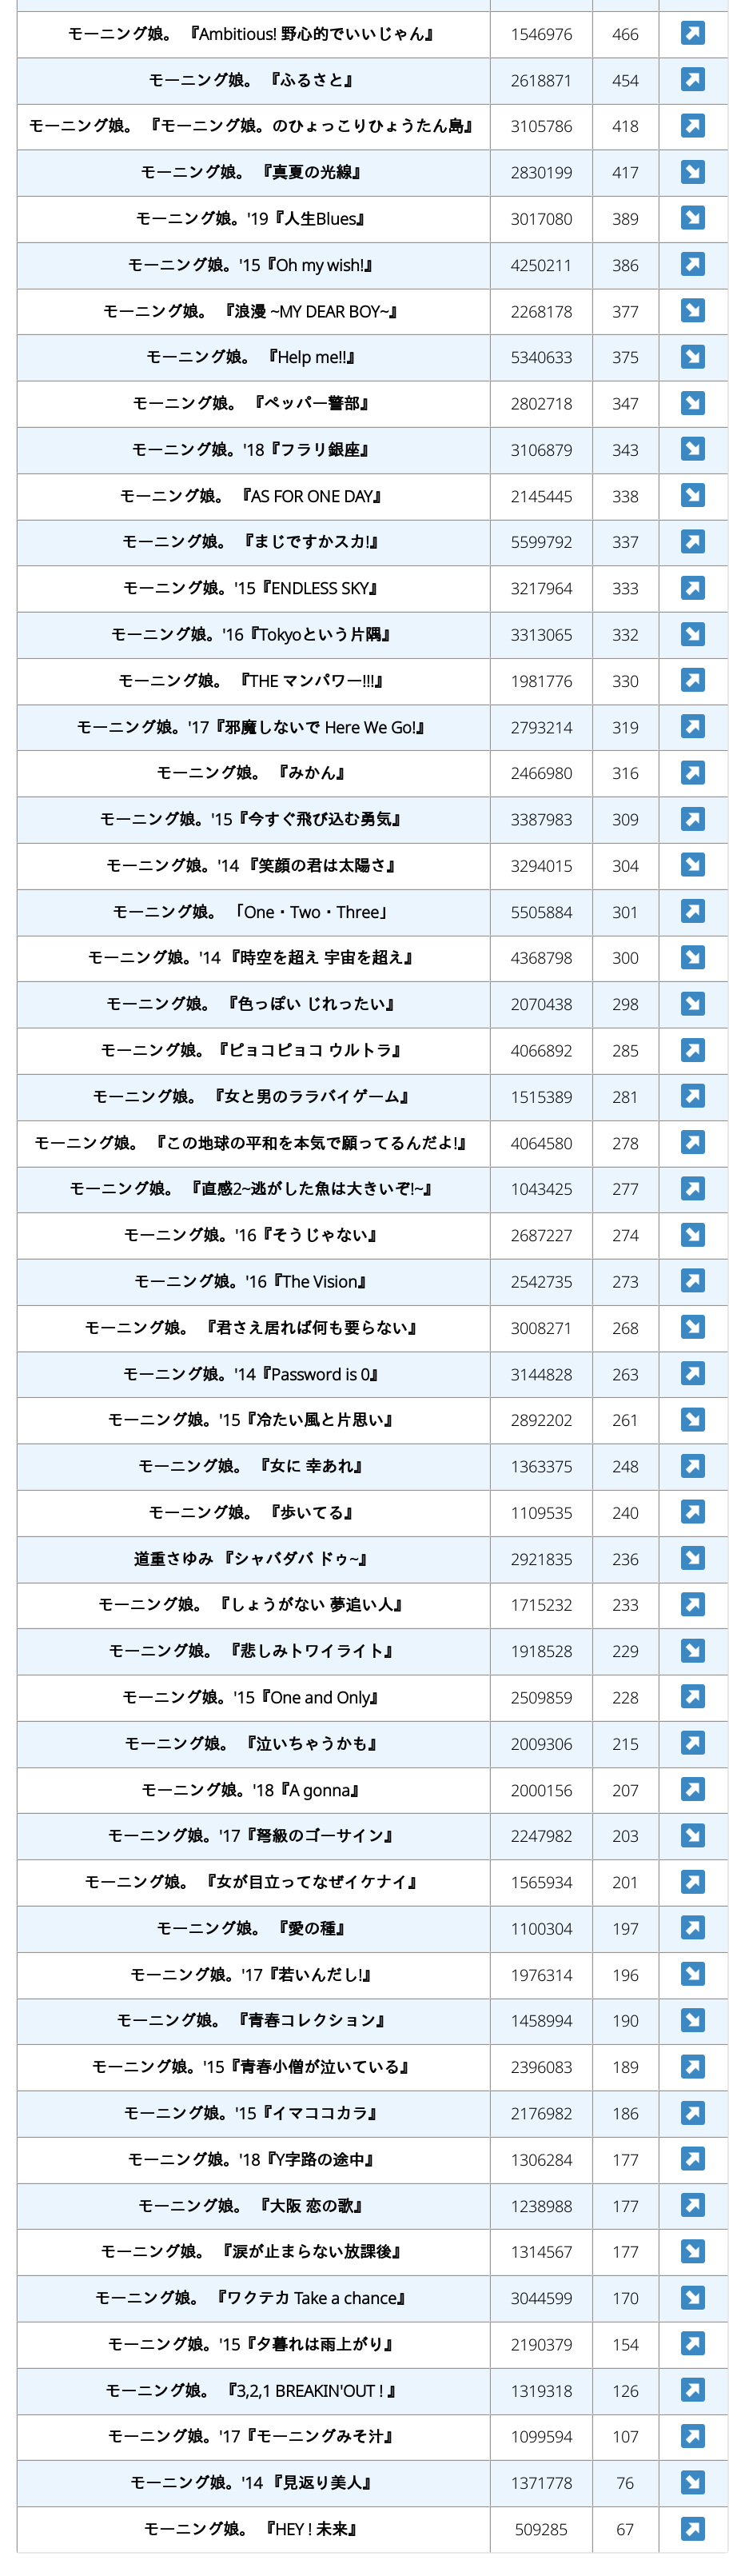 モーニング娘。 『Ambitious! 野心的でいいじゃん』 1546976 466
モーニング娘。 『ふるさと』 2618871 454
モーニング娘。 『モーニング娘。のひょっこりひょうたん島』 3105786 418
モーニング娘。 『真夏の光線』 2830199 417
モーニング娘。'19『人生Blues』 3017080 389
モーニング娘。'15『Oh my wish!』 4250211 386
モーニング娘。 『浪漫 ~MY DEAR BOY~』 2268178 377
モーニング娘。 『Help me!!』 5340633 375
モーニング娘。 『ペッパー警部』 2802718 347
モーニング娘。'18『フラリ銀座』 3106879 343
モーニング娘。 『AS FOR ONE DAY』 2145445 338
モーニング娘。 『まじですかスカ!』 5599792 337
モーニング娘。'15『ENDLESS SKY』 3217964 333
モーニング娘。'16『Tokyoという片隅』 3313065 332
モーニング娘。 『THE マンパワー!!!』 1981776 330
モーニング娘。'17『邪魔しないで Here We Go!』 2793214 319
モーニング娘。 『みかん』 2466980 316
モーニング娘。'15『今すぐ飛び込む勇気』 3387983 309
モーニング娘。'14 『笑顔の君は太陽さ』 3294015 304
モーニング娘。 「One・Two・Three」 5505884 301
モーニング娘。'14 『時空を超え 宇宙を超え』 4368798 300
モーニング娘。 『色っぽい じれったい』 2070438 298
モーニング娘。『ピョコピョコ ウルトラ』 4066892 285
モーニング娘。 『女と男のララバイゲーム』 1515389 281
モーニング娘。 『この地球の平和を本気で願ってるんだよ!』 4064580 278
モーニング娘。 『直感2~逃がした魚は大きいぞ!~』 1043425 277
モーニング娘。'16『そうじゃない』 2687227 274
モーニング娘。'16『The Vision』 2542735 273
モーニング娘。 『君さえ居れば何も要らない』 3008271 268
モーニング娘。'14『Password is 0』 3144828 263
モーニング娘。'15『冷たい風と片思い』 2892202 261
モーニング娘。 『女に 幸あれ』 1363375 248
モーニング娘。 『歩いてる』 1109535 240
道重さゆみ 『シャバダバ ドゥ~』 2921835 236
モーニング娘。 『しょうがない 夢追い人』 1715232 233
モーニング娘。 『悲しみトワイライト』 1918528 229
モーニング娘。'15『One and Only』 2509859 228
モーニング娘。 『泣いちゃうかも』 2009306 215
モーニング娘。'18『A gonna』 2000156 207
モーニング娘。'17『弩級のゴーサイン』 2247982 203
モーニング娘。 『女が目立ってなぜイケナイ』 1565934 201
モーニング娘。 『愛の種』 1100304 197
モーニング娘。'17『若いんだし!』 1976314 196
モーニング娘。 『青春コレクション』 1458994 190
モーニング娘。'15『青春小僧が泣いている』 2396083 189
モーニング娘。'15『イマココカラ』 2176982 186
モーニング娘。'18『Y字路の途中』 1306284 177
モーニング娘。 『大阪 恋の歌』 1238988 177
モーニング娘。 『涙が止まらない放課後』 1314567 177
モーニング娘。 『ワクテカ Take a chance』 3044599 170
モーニング娘。'15『夕暮れは雨上がり』 2190379 154
モーニング娘。 『3,2,1 BREAKIN'OUT ! 』 1319318 126
モーニング娘。'17『モーニングみそ汁』 1099594 107
モーニング娘。'14 『見返り美人』 1371778 76
モーニング娘。 『HEY ! 未来』 509285 67